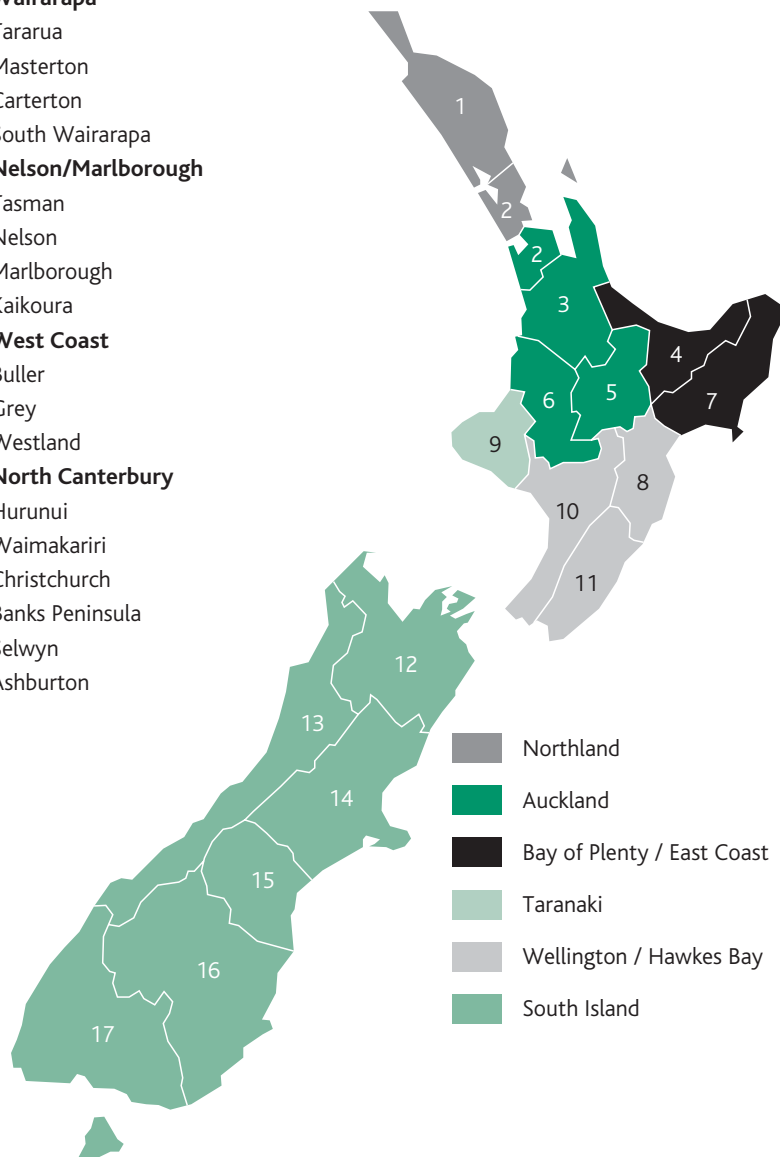 Wairarapa
Tararua
Masterton
Carterton
South Wairarapa
Nelson/Marlborough
Tasman
Nelson
Marlborough
Kaikoura
West Coast
Buller
Grey
Westland
North Canterbury
Hurunui
Waimakariri
Christchurch
Banks Peninsula
Selwyn
Ashburton
1
2
2
3
4
5
6
7
8
9
10
11
12
13
14
15
16
17
Northland
Auckland
Bay of Plenty / East Coast
Taranaki
Wellington / Hawkes Bay
South Island